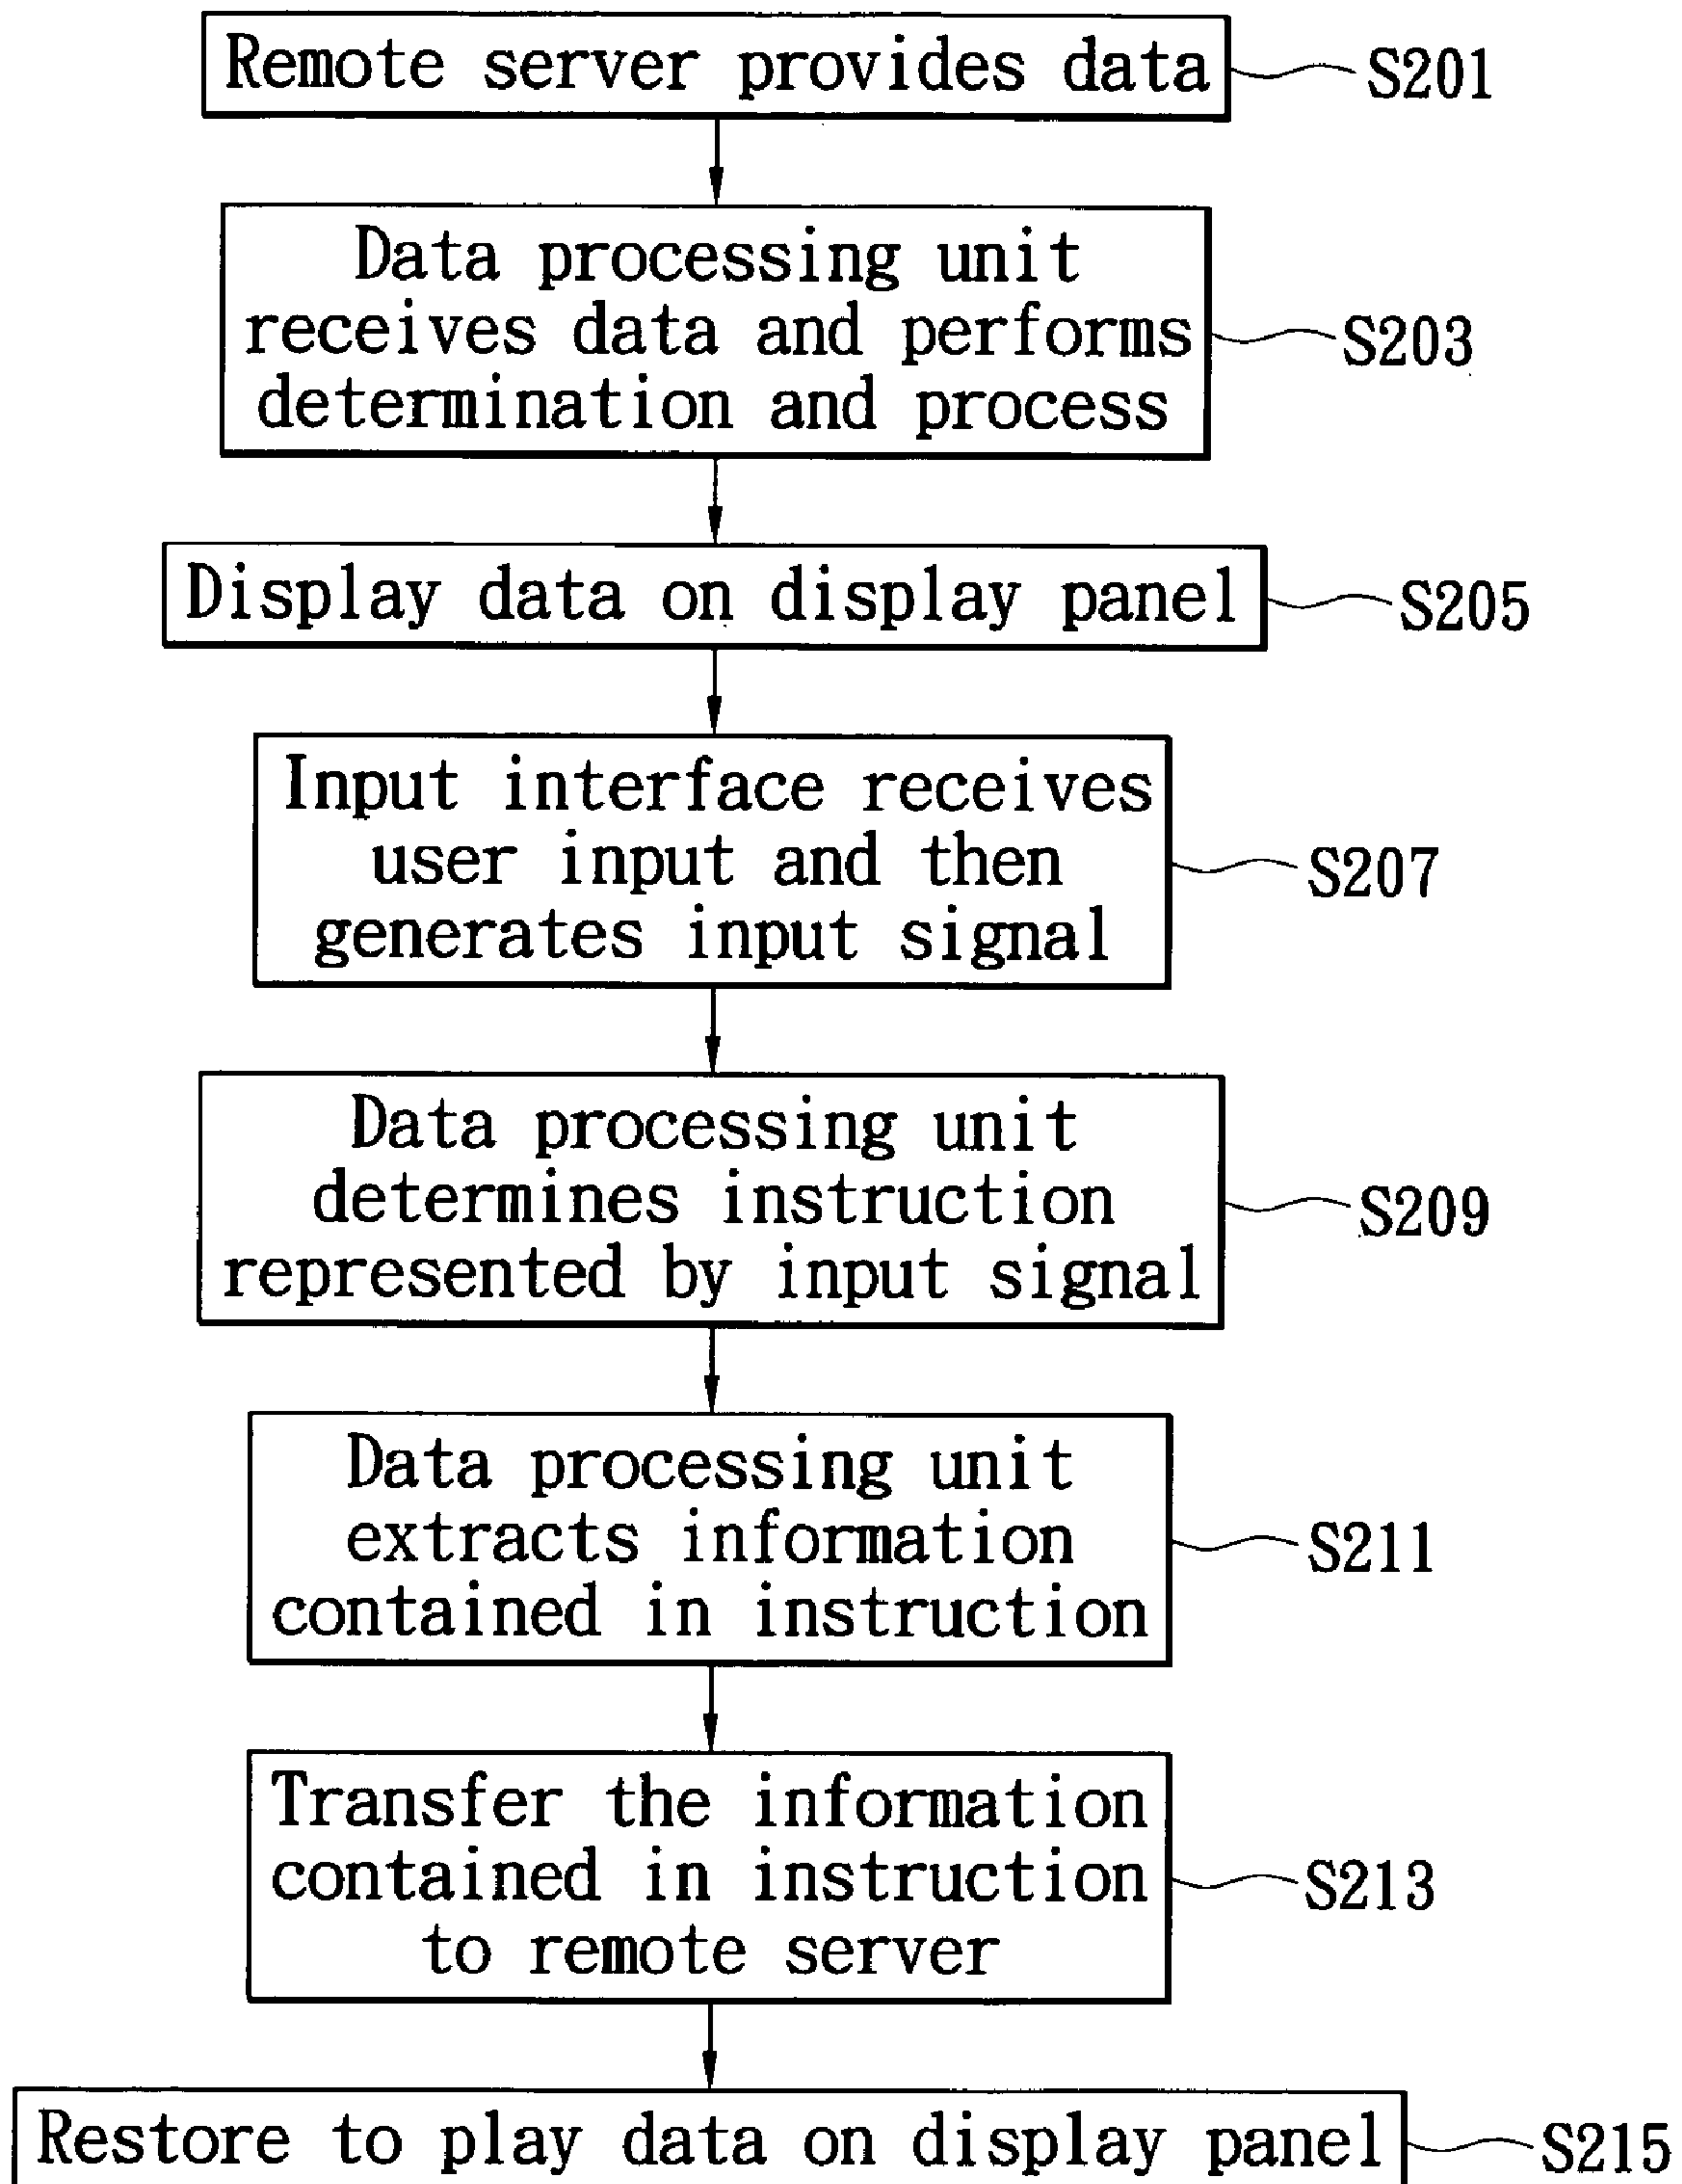 Remote server provides data
S201
Data processing unit
receives data and performs
determination and process
S203
Display data on display panel
S205
Input interface receives
user input and then
generates input signal
S207
Data processing unit
determines instruction
represented by input signal
S209
Data processing unit
extracts information
contained in instruction
S211
Transfer the information
contained in instruction
to remote server
S213
Restore to play data on display panel
S215